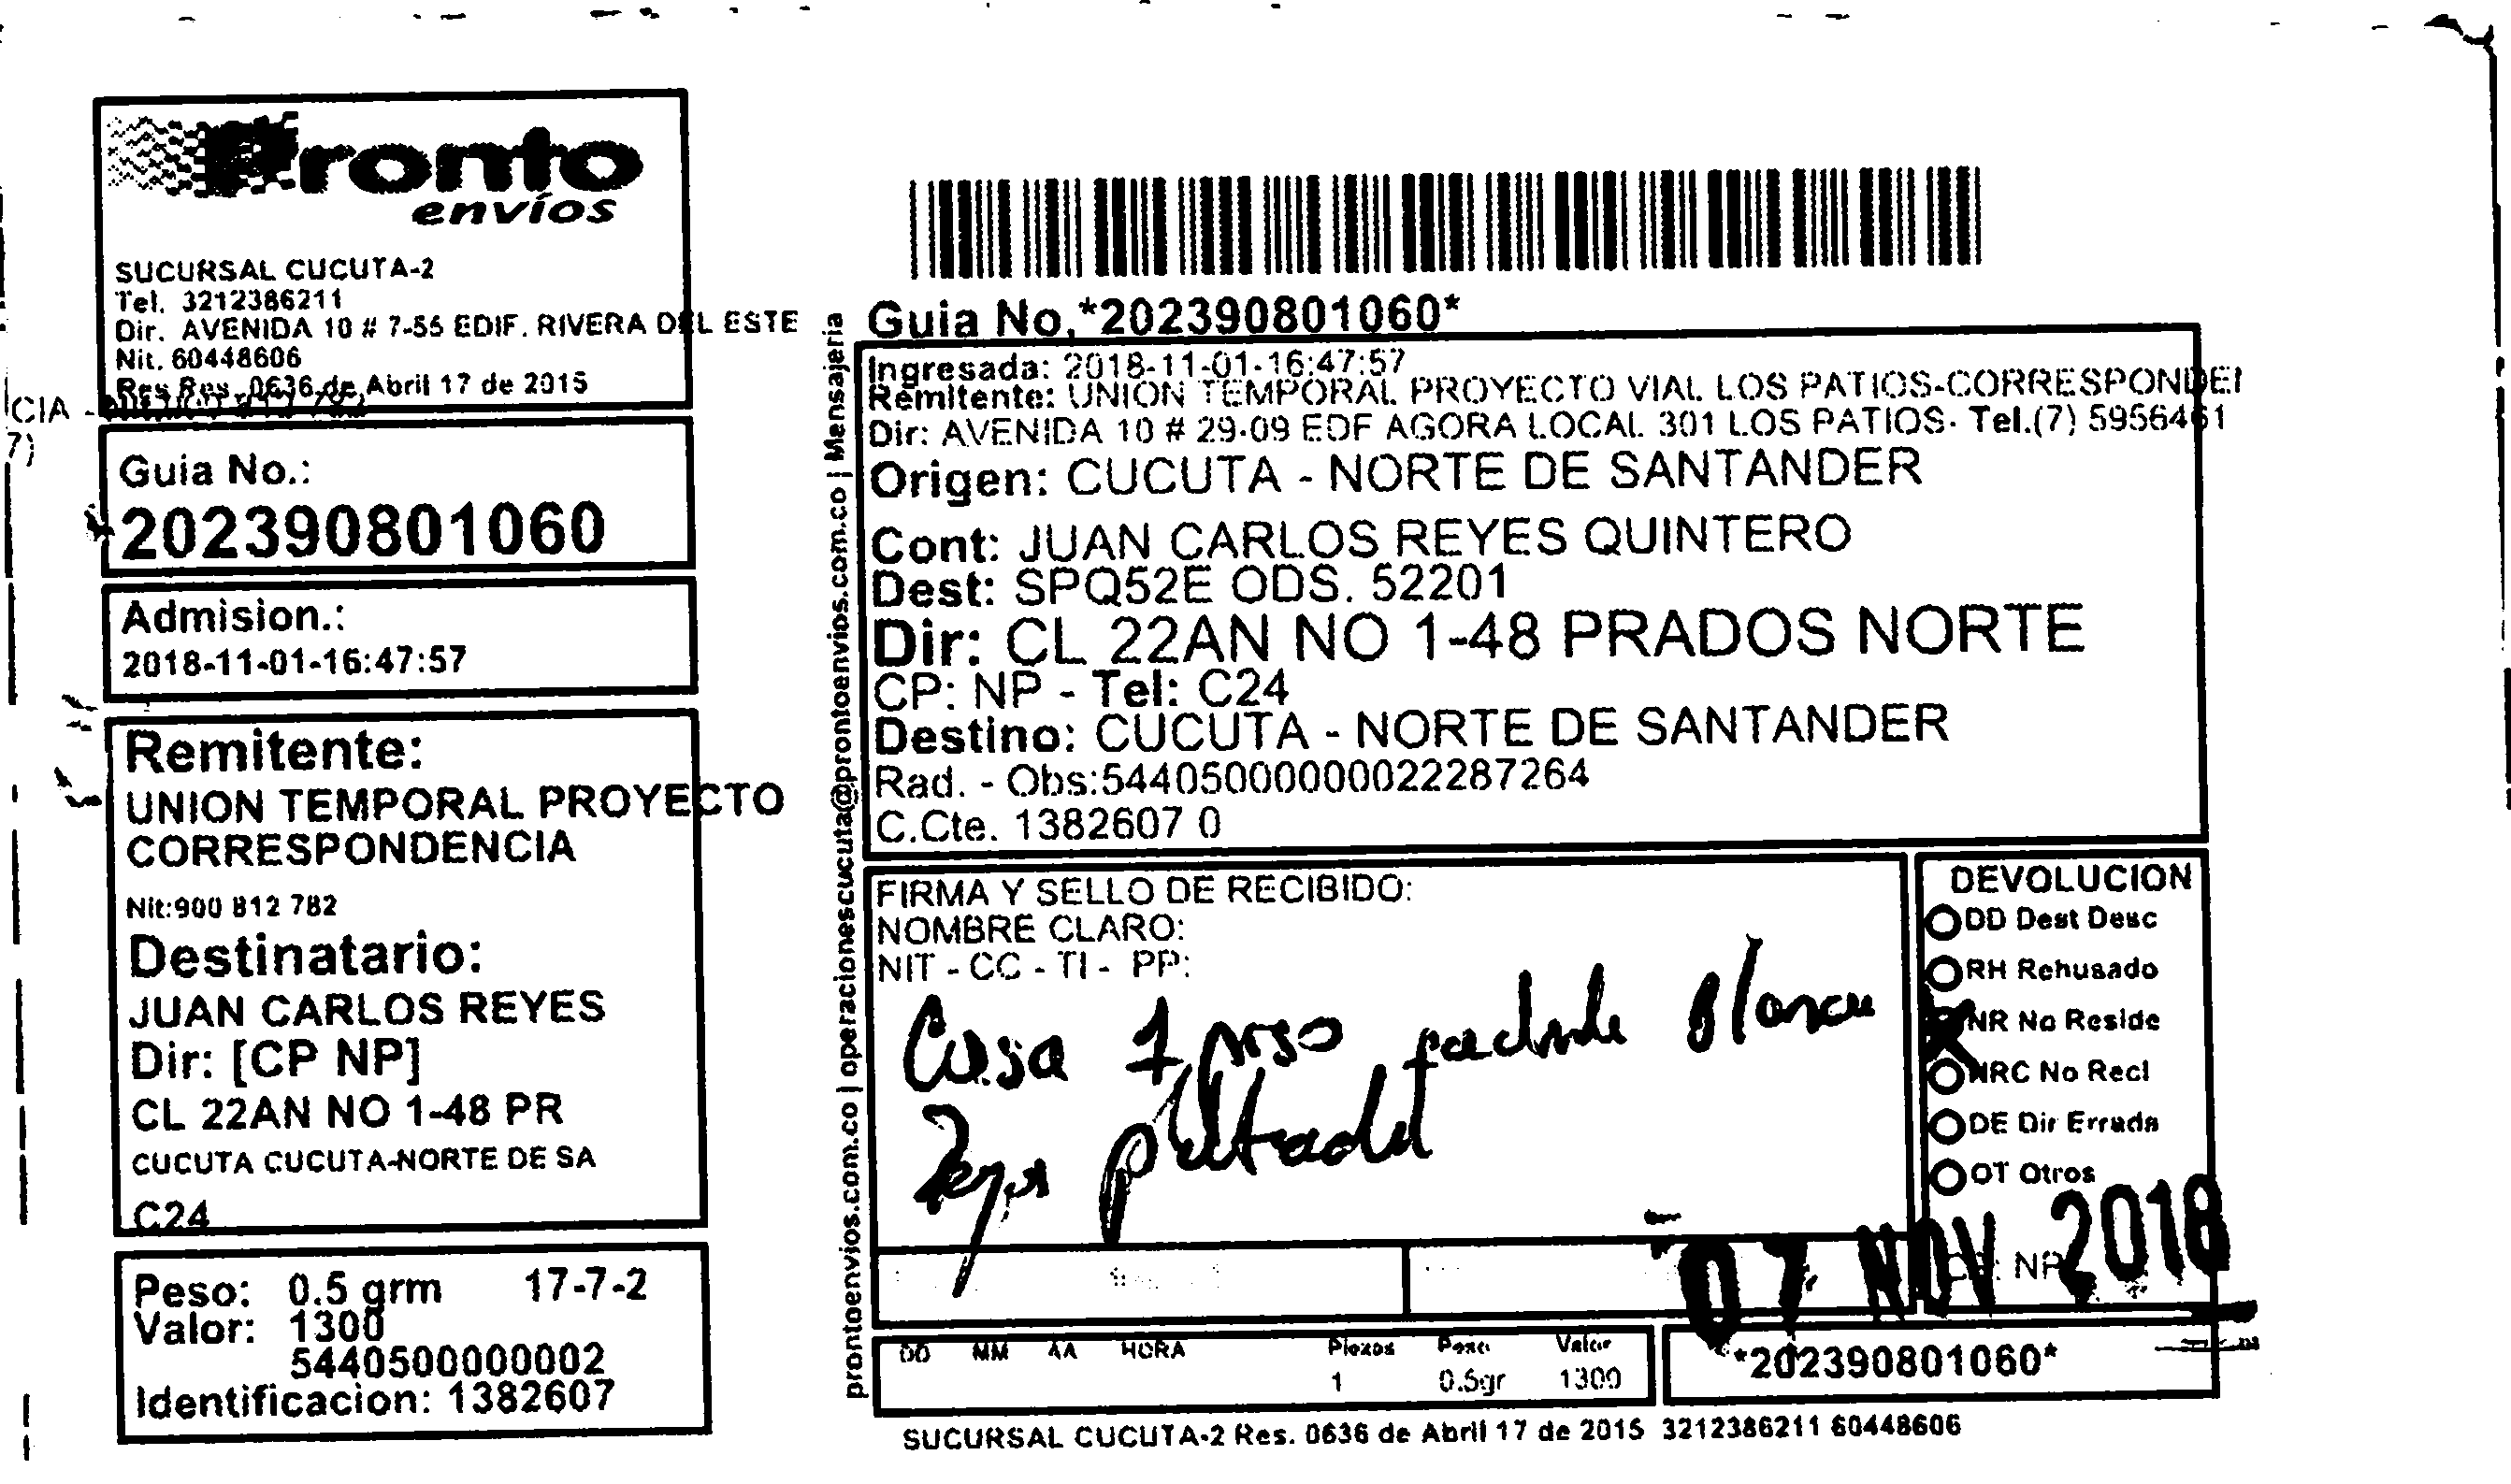 Pronto
envíos
SUCURSAL CUCUTA-2
Tel. 3212386211
Dir. AVENIDA 10 # 7-55 EDIF. RIVERA DEL ESTE
Nit. 60448606
Res Res. 0636 de Abril 17 de 2015
CIA -
7)
Guia No.:
202390801060
Admision.:
2018-11-01-16:47:57
Remitente:
UNION TEMPORAL PROYECTO
CORRESPONDENCIA
Nit:900 812 782
Destinatario:
JUAN CARLOS REYES
Dir: [CP NP]
CL 22AN NO 1-48 PR
CUCUTA CUCUTA-NORTE DE SA
C24
Peso: 0.5 grm 17-7-2
Valor: 1300
5440500000002
Identificacion: 1382607
prontoenvios.com.co | operacionescucuta@prontoenvios.com.co | Mensajeria
Guia No.*202390801060*
Ingresada: 2018-11-01-16:47:57
Remitente: UNION TEMPORAL PROYECTO VIAL LOS PATIOS-CORRESPONDEI
Dir: AVENIDA 10 # 29-09 EDF AGORA LOCAL 301 LOS PATIOS- Tel.(7) 5956461
Origen: CUCUTA - NORTE DE SANTANDER
Cont: JUAN CARLOS REYES QUINTERO
Dest: SPQ52E ODS. 52201
Dir: CL 22AN NO 1-48 PRADOS NORTE
CP: NP - Tel: C24
Destino: CUCUTA - NORTE DE SANTANDER
Rad. - Obs:544050000000022287264
C.Cte. 1382607 0
FIRMA Y SELLO DE RECIBIDO:
NOMBRE CLARO:
NIT - CC - TI - PP:
Casa 1 piso fachada blanca
DEVOLUCION
DD Dest Desc
RH Rehusado
NR No Reside
NRC No Recl
DE Dir Errada
OT Otros
07 NOV 2018
NP
DD MM AA HORA Piezas Peso Valor
1 0.5gr 1300
*202390801060*
SUCURSAL CUCUTA-2 Res. 0636 de Abril 17 de 2015 3212386211 60448606